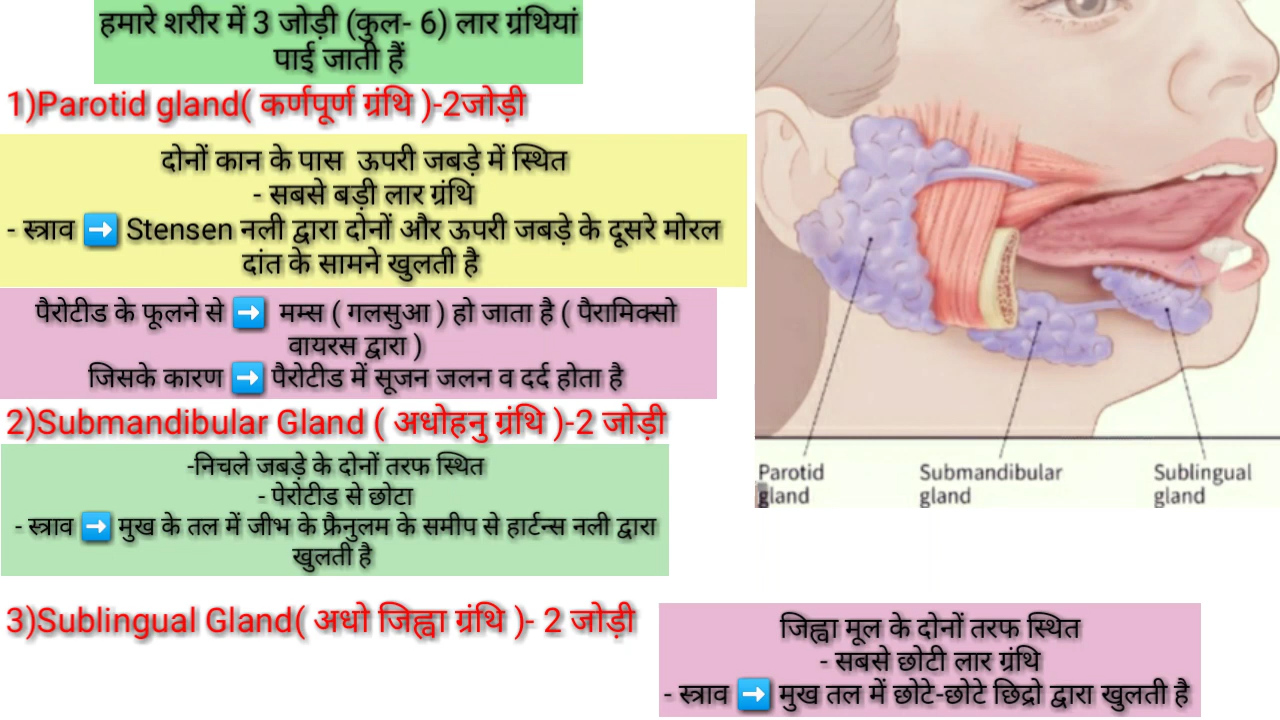 हमारे शरीर में 3 जोड़ी (कुल- 6) लार ग्रंथियां
पाई जाती हैं
1)Parotid gland( कर्णपूर्ण ग्रंथि )-2जोड़ी
दोनों कान के पास ऊपरी जबड़े में स्थित
- सबसे बड़ी लार ग्रंथि
- स्त्राव ➡️ Stensen नली द्वारा दोनों और ऊपरी जबड़े के दूसरे मोरल
दांत के सामने खुलती है
पैरोटीड के फूलने से ➡️ मम्स ( गलसुआ ) हो जाता है ( पैरामिक्सो
वायरस द्वारा )
जिसके कारण ➡️ पैरोटीड में सूजन जलन व दर्द होता है
2)Submandibular Gland ( अधोहनु ग्रंथि )-2 जोड़ी
-निचले जबड़े के दोनों तरफ स्थित
- पेरोटीड से छोटा
- स्त्राव ➡️ मुख के तल में जीभ के फ्रैनुलम के समीप से हार्टन्स नली द्वारा
खुलती है
3)Sublingual Gland( अधो जिह्वा ग्रंथि )- 2 जोड़ी
जिह्वा मूल के दोनों तरफ स्थित
- सबसे छोटी लार ग्रंथि
- स्त्राव ➡️ मुख तल में छोटे-छोटे छिद्रो द्वारा खुलती है
Parotid
gland
Submandibular
gland
Sublingual
gland